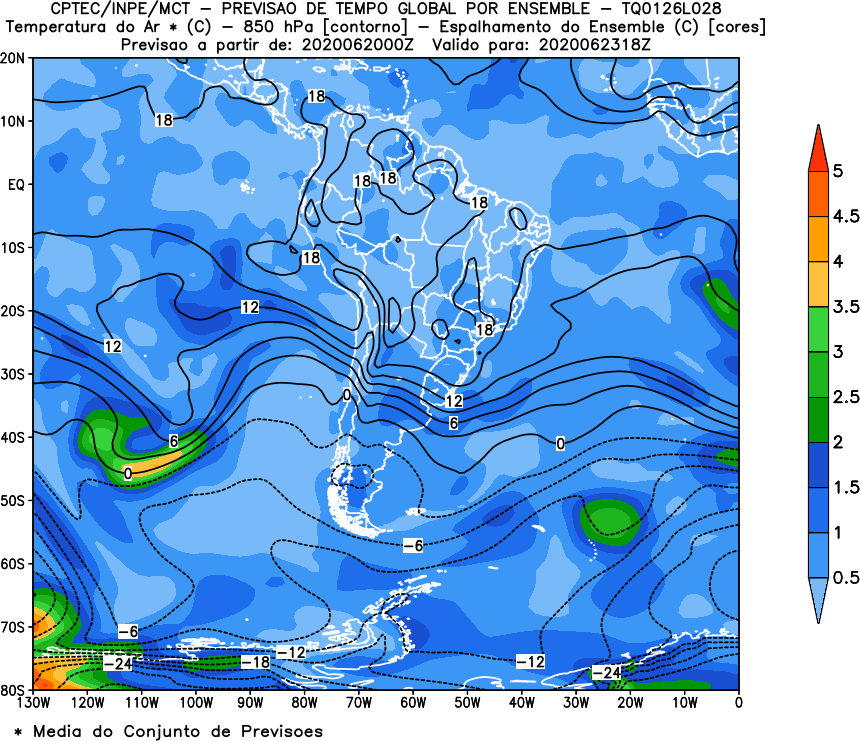 CPTEC/INPE/MCT - PREVISAO DE TEMPO GLOBAL POR ENSEMBLE - TQ0126L028
Temperatura do Ar * (C) - 850 hPa [contorno] - Espalhamento do Ensemble (C) [cores]
Previsao a partir de: 2020062000Z Valido para: 2020062318Z
20N
18
18
10N
5
EQ
18 18
4.5
18
4
10S
18
3.5
12
20S
18
3
12
30S
2.5
0
12
6
2
40S
6
0
0
1.5
50S
1
-6
60S
0.5
-6
70S
-12
-24 -18 -12
-24
80S
130W 120W 110W 100W 90W 80W 70W 60W 50W 40W 30W 20W 10W 0
* Media do Conjunto de Previsoes